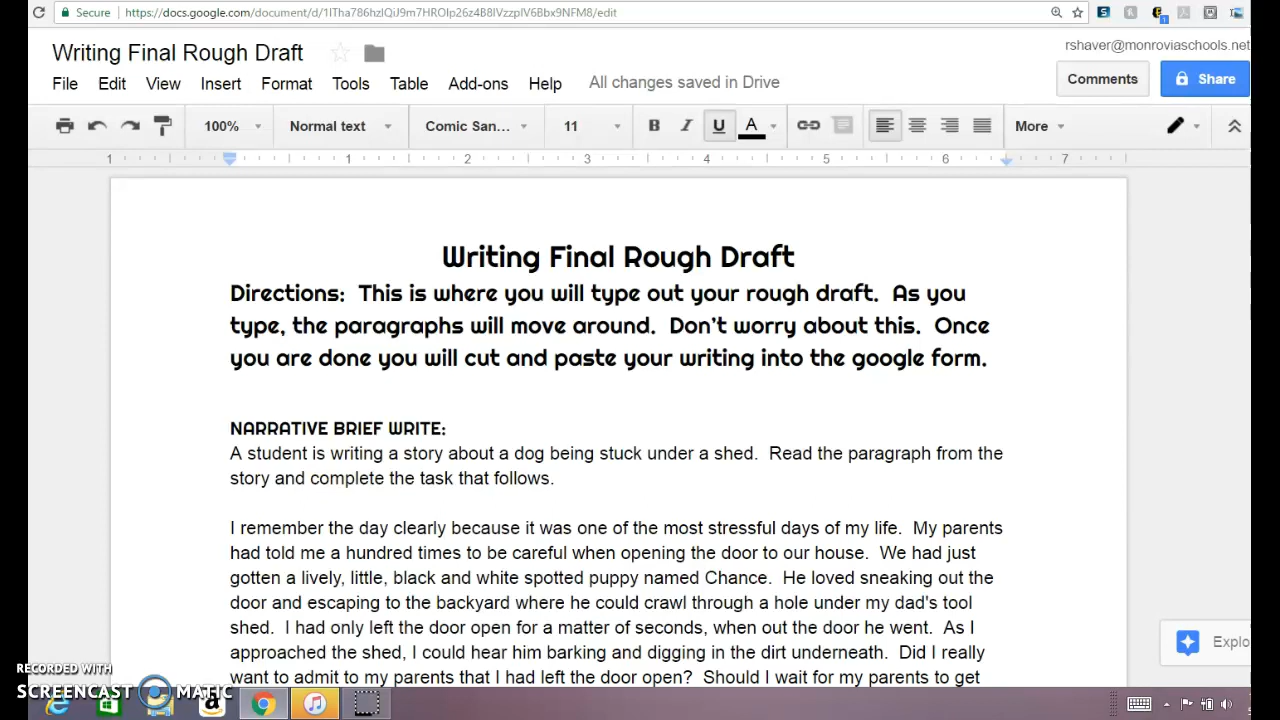 Secure https://docs.google.com/document/d/1lTha786hzlQiJ9m7HROlp26z4B8lVzzplV6Bbx9NFM8/edit
rshaver@monroviaschools.net
Writing Final Rough Draft
File Edit View Insert Format Tools Table Add-ons Help All changes saved in Drive
Comments Share
100% Normal text Comic San... 11 B I U A More
1 1 2 3 4 5 6 7
Writing Final Rough Draft
Directions: This is where you will type out your rough draft. As you
type, the paragraphs will move around. Don't worry about this. Once
you are done you will cut and paste your writing into the google form.
NARRATIVE BRIEF WRITE:
A student is writing a story about a dog being stuck under a shed. Read the paragraph from the
story and complete the task that follows.
I remember the day clearly because it was one of the most stressful days of my life. My parents
had told me a hundred times to be careful when opening the door to our house. We had just
gotten a lively, little, black and white spotted puppy named Chance. He loved sneaking out the
door and escaping to the backyard where he could crawl through a hole under my dad's tool
shed. I had only left the door open for a matter of seconds, when out the door he went. As I
approached the shed, I could hear him barking and digging in the dirt underneath. Did I really
want to admit to my parents that I had left the door open? Should I wait for my parents to get
Explo
RECORDED WITH
SCREENCAST MATIC